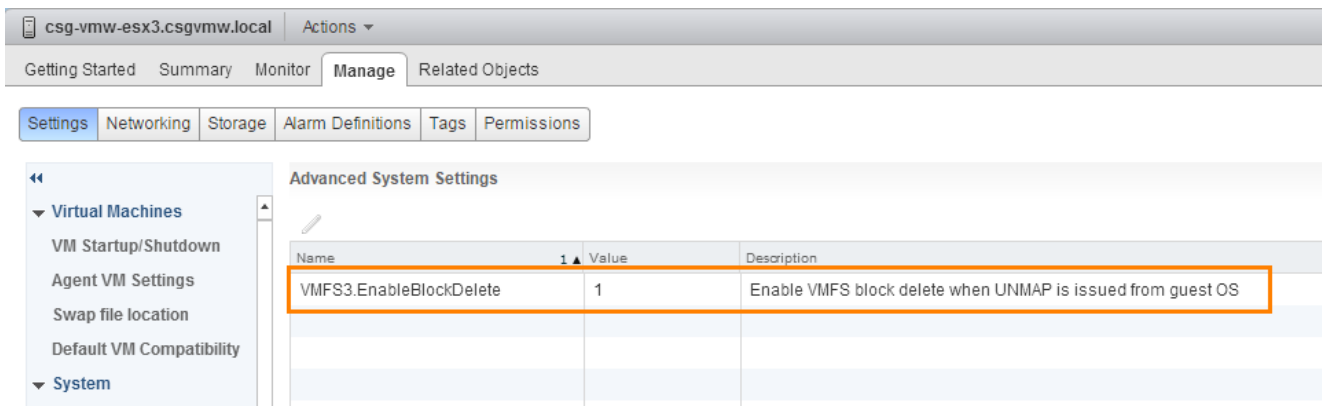 csg-vmw-esx3.csgvmw.local Actions
Getting Started Summary Monitor Manage Related Objects
Settings Networking Storage Alarm Definitions Tags Permissions
Advanced System Settings
Virtual Machines
VM Startup/Shutdown
Agent VM Settings
Swap file location
Default VM Compatibility
System
Name 1 Value Description
VMFS3.EnableBlockDelete 1 Enable VMFS block delete when UNMAP is issued from guest OS